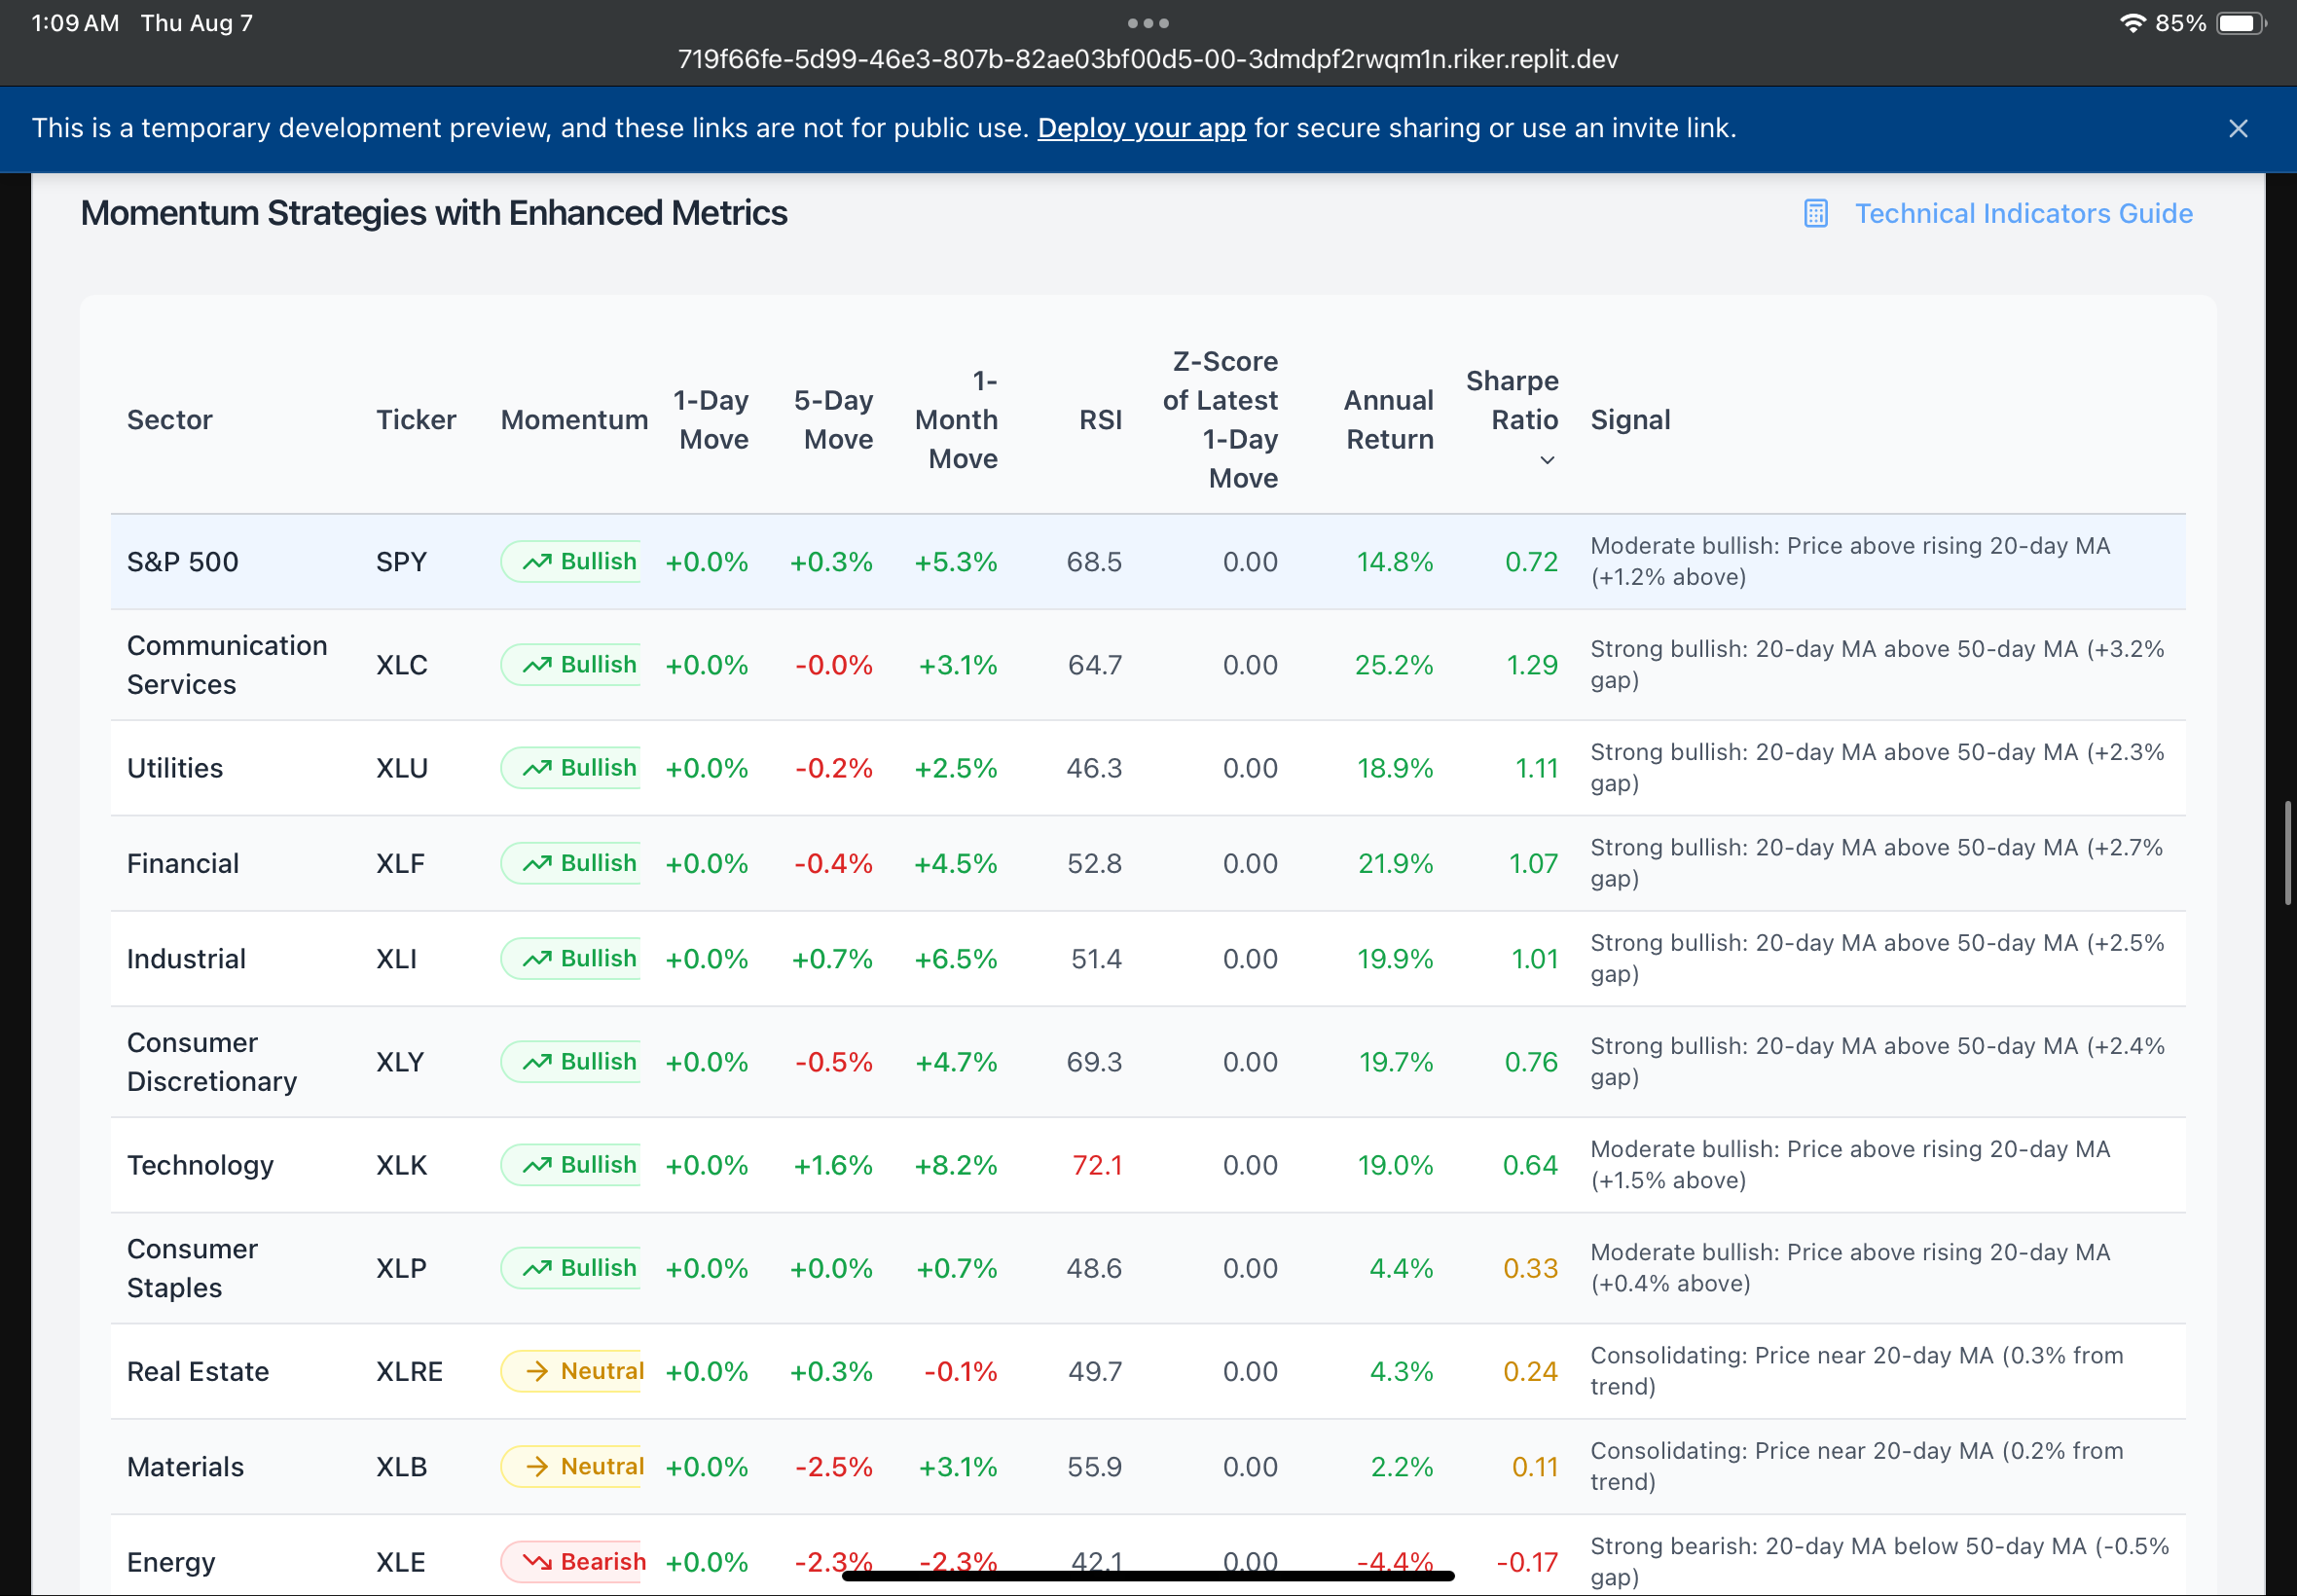 1:09 AM Thu Aug 7
85%
719f66fe-5d99-46e3-807b-82ae03bf00d5-00-3dmdpf2rwqm1n.riker.replit.dev
This is a temporary development preview, and these links are not for public use. Deploy your app for secure sharing or use an invite link.
Momentum Strategies with Enhanced Metrics
Technical Indicators Guide
Sector
Ticker
Momentum
1-Day
Move
5-Day
Move
1-
Month
Move
RSI
Z-Score
of Latest
1-Day
Move
Annual
Return
Sharpe
Ratio
Signal
S&P 500 SPY Bullish +0.0% +0.3% +5.3% 68.5 0.00 14.8% 0.72
Moderate bullish: Price above rising 20-day MA
(+1.2% above)
Communication
Services
XLC Bullish +0.0% -0.0% +3.1% 64.7 0.00 25.2% 1.29
Strong bullish: 20-day MA above 50-day MA (+3.2%
gap)
Utilities XLU Bullish +0.0% -0.2% +2.5% 46.3 0.00 18.9% 1.11
Strong bullish: 20-day MA above 50-day MA (+2.3%
gap)
Financial XLF Bullish +0.0% -0.4% +4.5% 52.8 0.00 21.9% 1.07
Strong bullish: 20-day MA above 50-day MA (+2.7%
gap)
Industrial XLI Bullish +0.0% +0.7% +6.5% 51.4 0.00 19.9% 1.01
Strong bullish: 20-day MA above 50-day MA (+2.5%
gap)
Consumer
Discretionary
XLY Bullish +0.0% -0.5% +4.7% 69.3 0.00 19.7% 0.76
Strong bullish: 20-day MA above 50-day MA (+2.4%
gap)
Technology XLK Bullish +0.0% +1.6% +8.2% 72.1 0.00 19.0% 0.64
Moderate bullish: Price above rising 20-day MA
(+1.5% above)
Consumer
Staples
XLP Bullish +0.0% +0.0% +0.7% 48.6 0.00 4.4% 0.33
Moderate bullish: Price above rising 20-day MA
(+0.4% above)
Real Estate XLRE Neutral +0.0% +0.3% -0.1% 49.7 0.00 4.3% 0.24
Consolidating: Price near 20-day MA (0.3% from
trend)
Materials XLB Neutral +0.0% -2.5% +3.1% 55.9 0.00 2.2% 0.11
Consolidating: Price near 20-day MA (0.2% from
trend)
Energy XLE Bearish +0.0% -2.3% -2.3% 42.1 0.00 -4.4% -0.17
Strong bearish: 20-day MA below 50-day MA (-0.5%
gap)